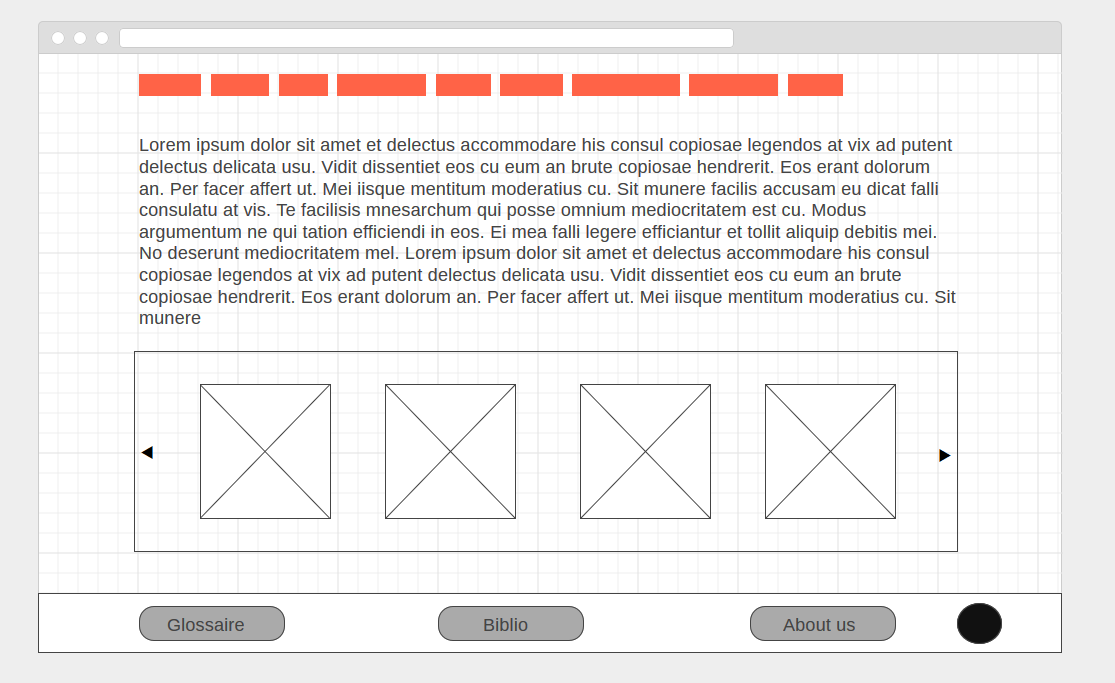 Lorem ipsum dolor sit amet et delectus accommodare his consul copiosae legendos at vix ad putent
delectus delicata usu. Vidit dissentiet eos cu eum an brute copiosae hendrerit. Eos erant dolorum
an. Per facer affert ut. Mei iisque mentitum moderatius cu. Sit munere facilis accusam eu dicat falli
consulatu at vis. Te facilisis mnesarchum qui posse omnium mediocritatem est cu. Modus
argumentum ne qui tation efficiendi in eos. Ei mea falli legere efficiantur et tollit aliquip debitis mei.
No deserunt mediocritatem mel. Lorem ipsum dolor sit amet et delectus accommodare his consul
copiosae legendos at vix ad putent delectus delicata usu. Vidit dissentiet eos cu eum an brute
copiosae hendrerit. Eos erant dolorum an. Per facer affert ut. Mei iisque mentitum moderatius cu. Sit
munere
Glossaire
Biblio
About us